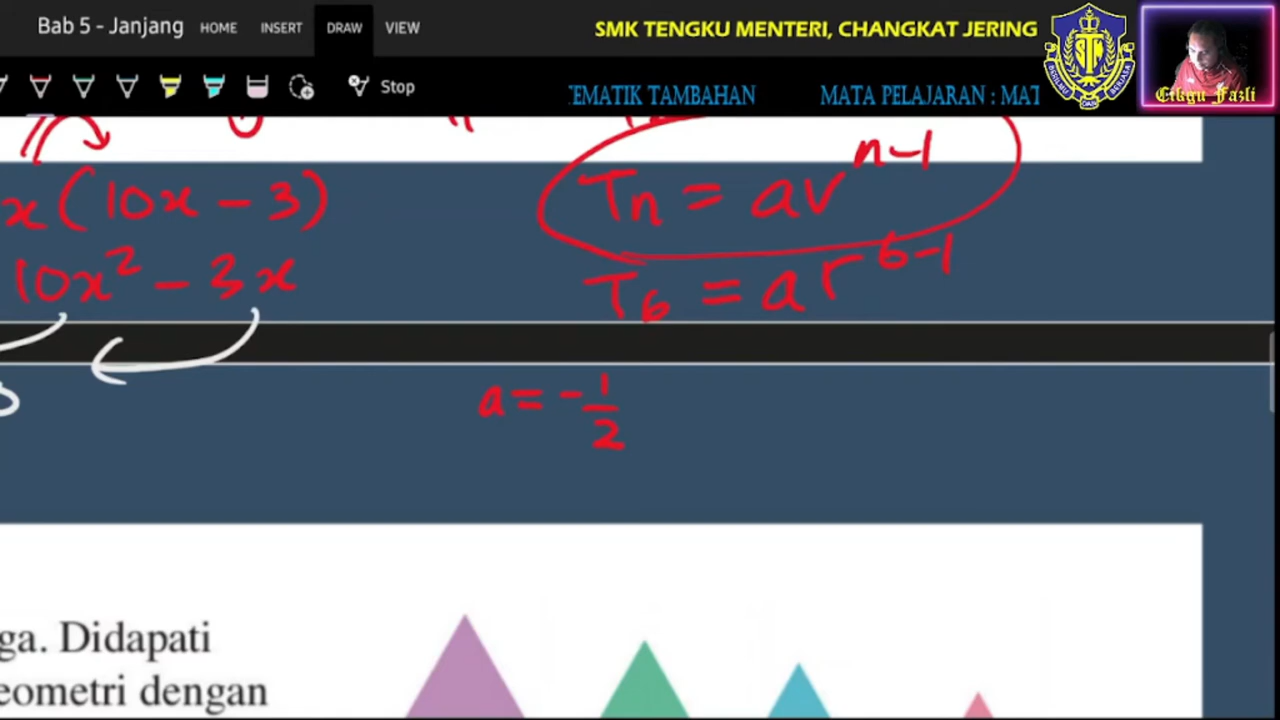 Bab 5 - Janjang HOME INSERT DRAW VIEW
SMK TENGKU MENTERI, CHANGKAT JERING
Stop
EMATIK TAMBAHAN MATA PELAJARAN : MAT
Cikgu Fazli
x(10x - 3)
10x² - 3x
Tn = ar^(n-1)
T₆ = ar^(6-1)
a = -1/2
ga. Didapati
eometri dengan